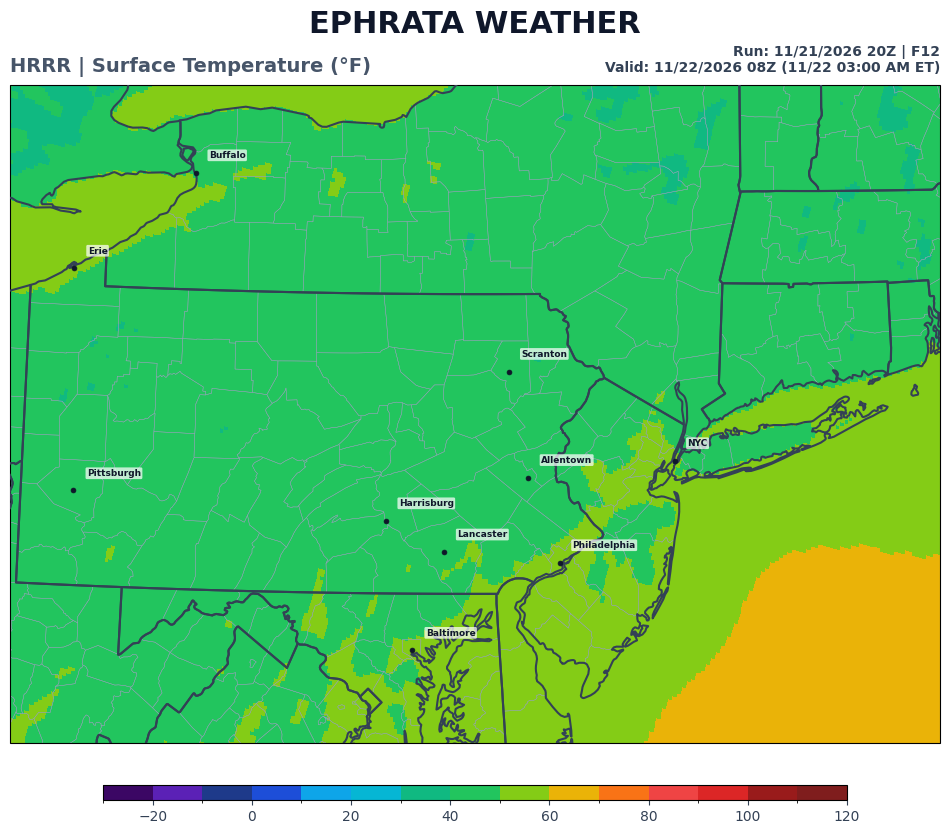 EPHRATA WEATHER
HRRR | Surface Temperature (°F)
Run: 11/21/2026 20Z | F12
Valid: 11/22/2026 08Z (11/22 03:00 AM ET)
Buffalo
Erie
Scranton
NYC
Allentown
Pittsburgh
Harrisburg
Lancaster
Philadelphia
Baltimore
−20 0 20 40 60 80 100 120